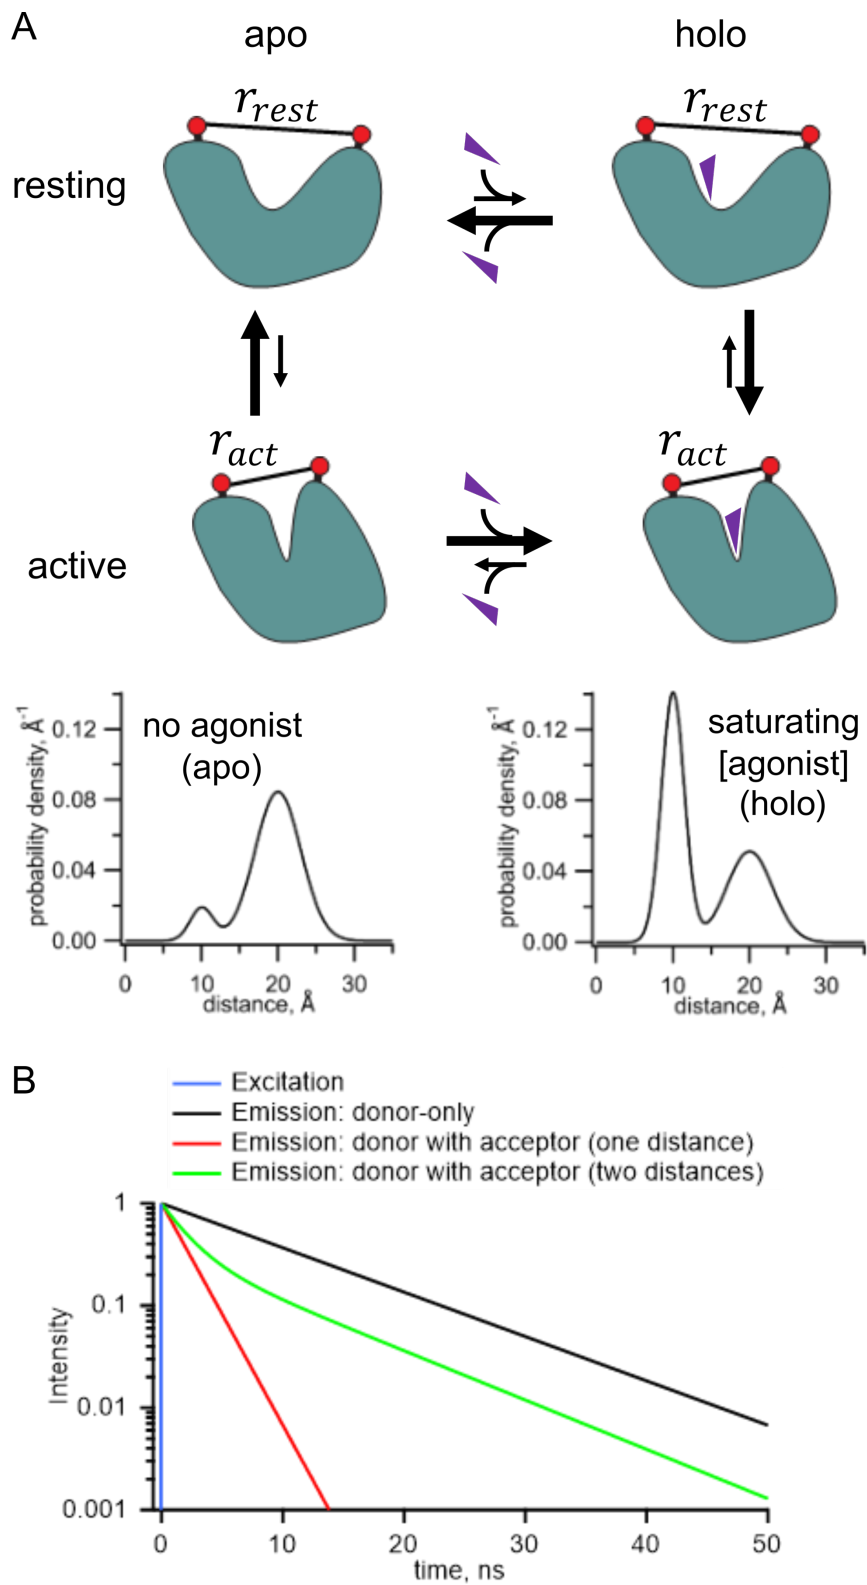 A
apo
holo
r_rest
r_rest
resting
r_act
r_act
active
probability density, Å⁻¹
0.12
0.08
0.04
0.00
no agonist
(apo)
0
10
20
30
distance, Å
probability density, Å⁻¹
0.12
0.08
0.04
0.00
saturating
[agonist]
(holo)
0
10
20
30
distance, Å
B
Excitation
Emission: donor-only
Emission: donor with acceptor (one distance)
Emission: donor with acceptor (two distances)
Intensity
1
0.1
0.01
0.001
0
10
20
30
40
50
time, ns